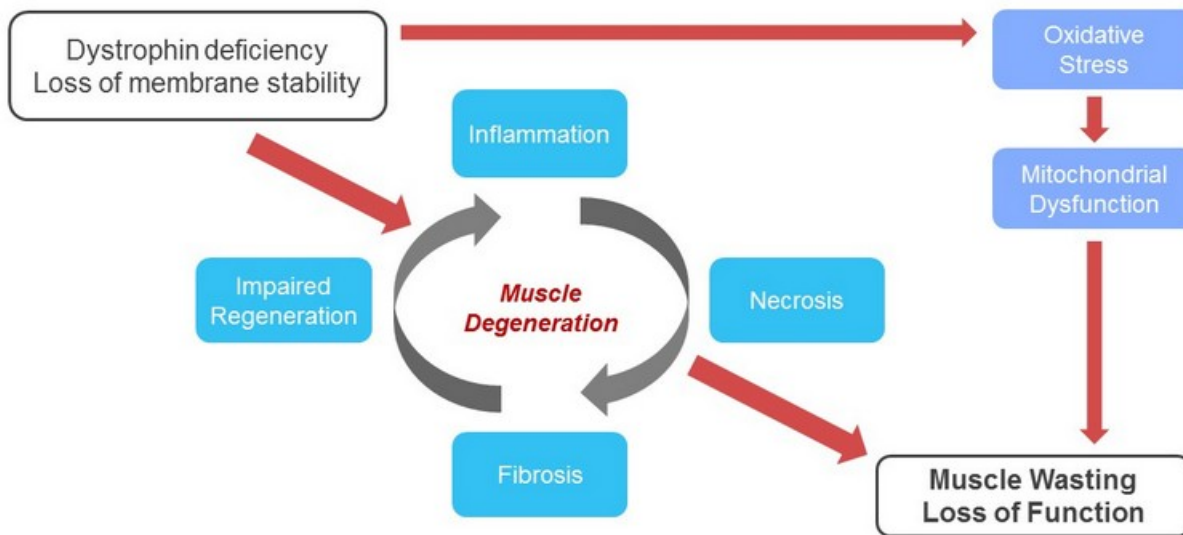 Dystrophin deficiency
Loss of membrane stability
Oxidative
Stress
Inflammation
Mitochondrial
Dysfunction
Impaired
Regeneration
Muscle
Degeneration
Necrosis
Fibrosis
Muscle Wasting
Loss of Function